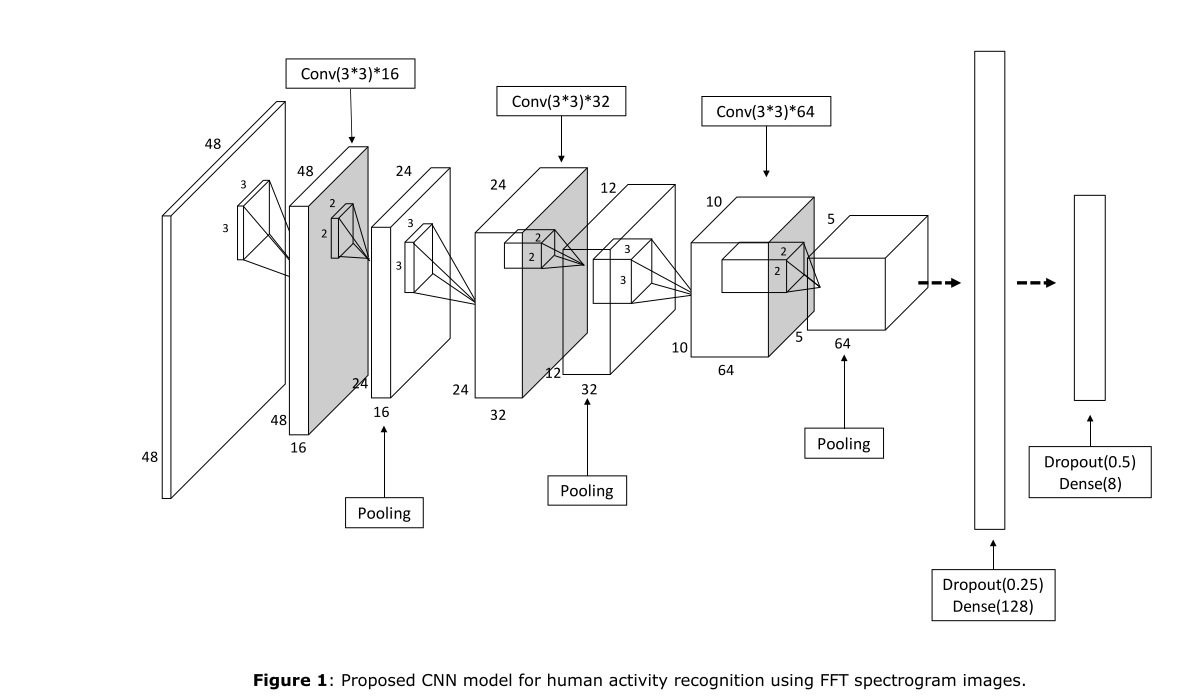 Conv(3*3)*16
Conv(3*3)*32
Conv(3*3)*64
48
48
3
3
48
48
16
2
2
24
24
16
3
3
24
24
32
2
2
12
12
32
3
3
10
10
64
2
2
5
5
64
Pooling
Pooling
Pooling
Dropout(0.5)
Dense(8)
Dropout(0.25)
Dense(128)
Figure 1: Proposed CNN model for human activity recognition using FFT spectrogram images.